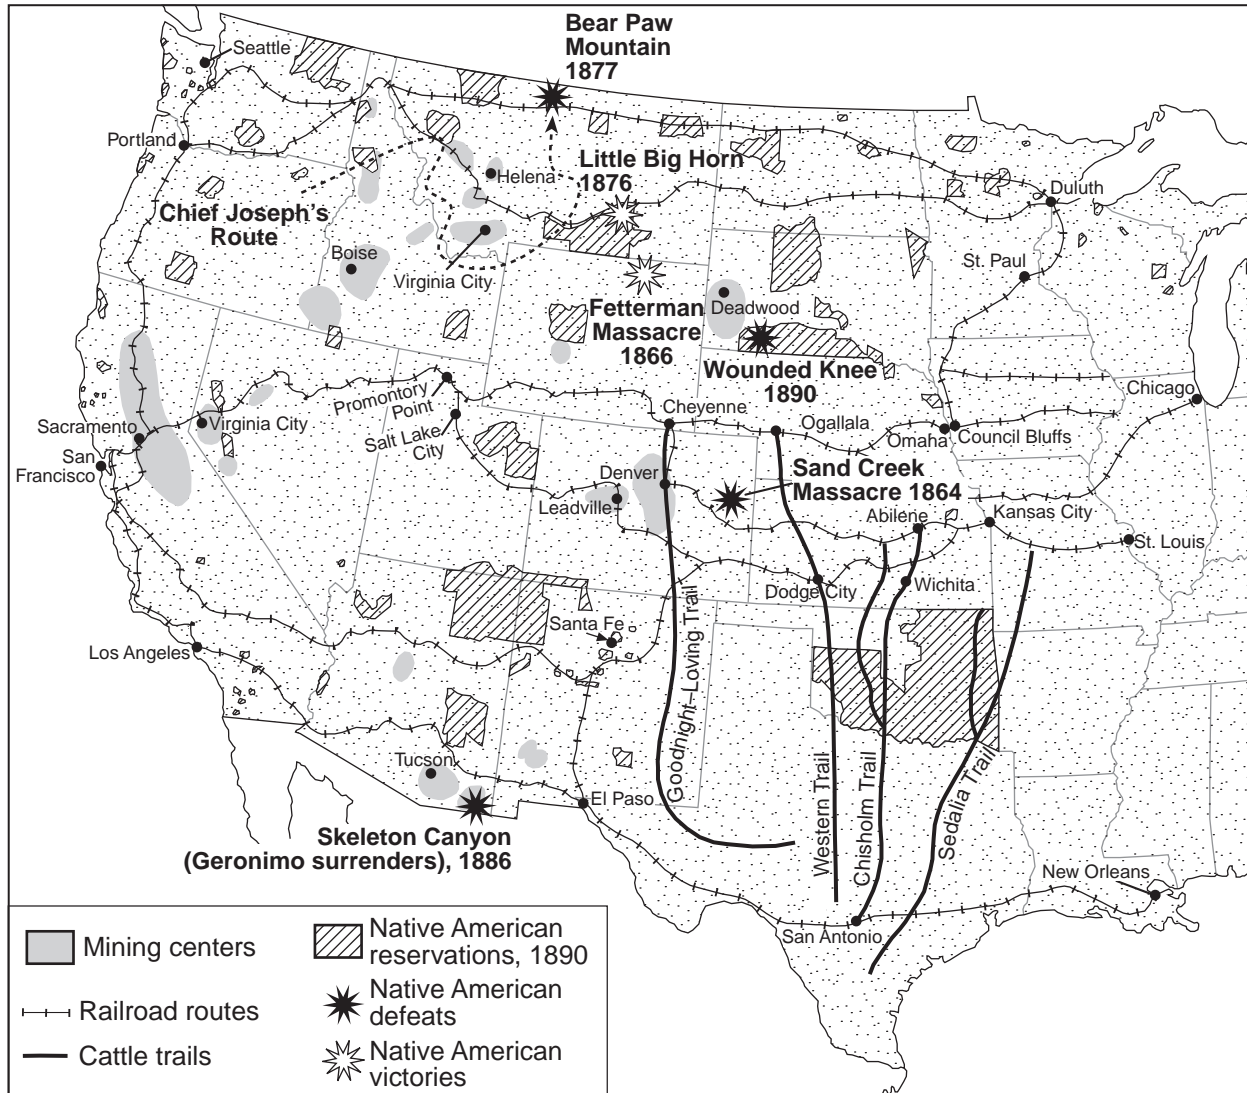 Bear Paw
Mountain
1877
Seattle
Portland
Little Big Horn
1876
Helena
Duluth
Chief Joseph's
Route
Boise
Virginia City
St. Paul
Deadwood
Fetterman
Massacre
1866
Wounded Knee
1890
Chicago
Promontory
Point
Cheyenne
Ogallala
Omaha
Council Bluffs
Virginia City
Sacramento
Salt Lake
City
San
Francisco
Denver
Sand Creek
Massacre 1864
Leadville
Abilene
Kansas City
St. Louis
Dodge City
Wichita
Santa Fe
Los Angeles
Goodnight–Loving Trail
Western Trail
Chisholm Trail
Sedalia Trail
Tucson
El Paso
Skeleton Canyon
(Geronimo surrenders), 1886
New Orleans
San Antonio
Mining centers
Railroad routes
Cattle trails
Native American
reservations, 1890
Native American
defeats
Native American
victories